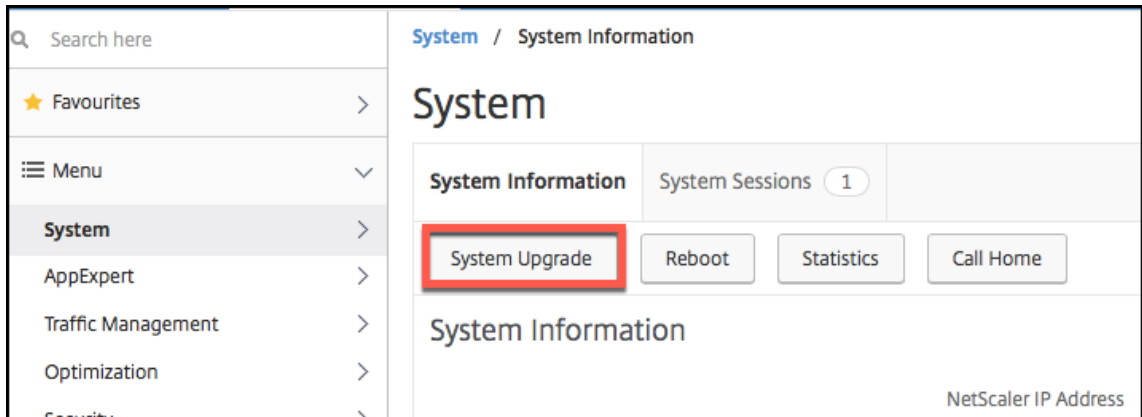 Search here
Favourites
Menu
System
AppExpert
Traffic Management
Optimization
System / System Information
System
System Information
System Sessions 1
System Upgrade
Reboot
Statistics
Call Home
System Information
NetScaler IP Address